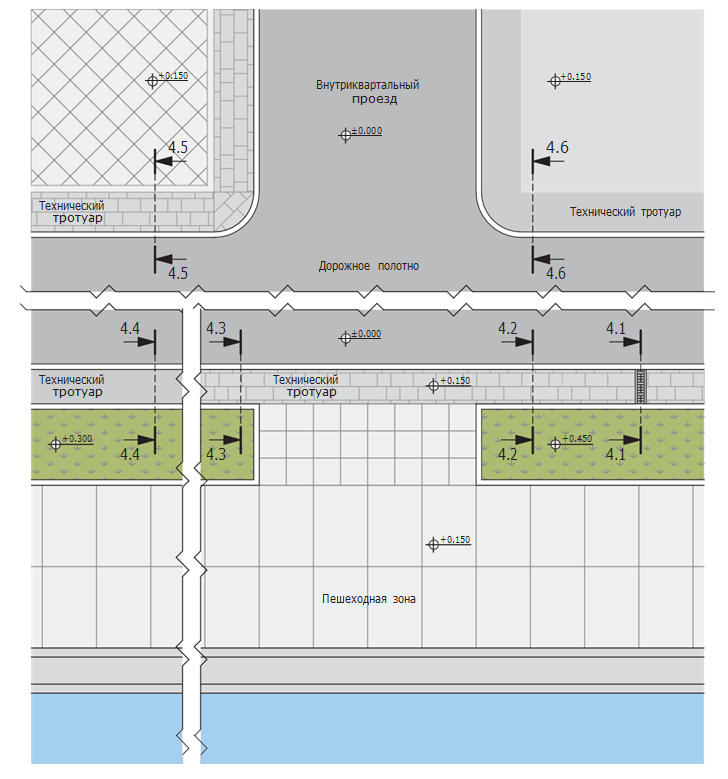 +0.150
+0.150
Внутриквартальный
проезд
±0.000
4.5
4.6
Технический
тротуар
Технический тротуар
4.5
Дорожное полотно
4.6
4.4
4.3
±0.000
4.2
4.1
Технический
тротуар
Технический
тротуар
+0.150
+0.300
4.4
4.3
4.2
+0.450
4.1
+0.150
Пешеходная зона